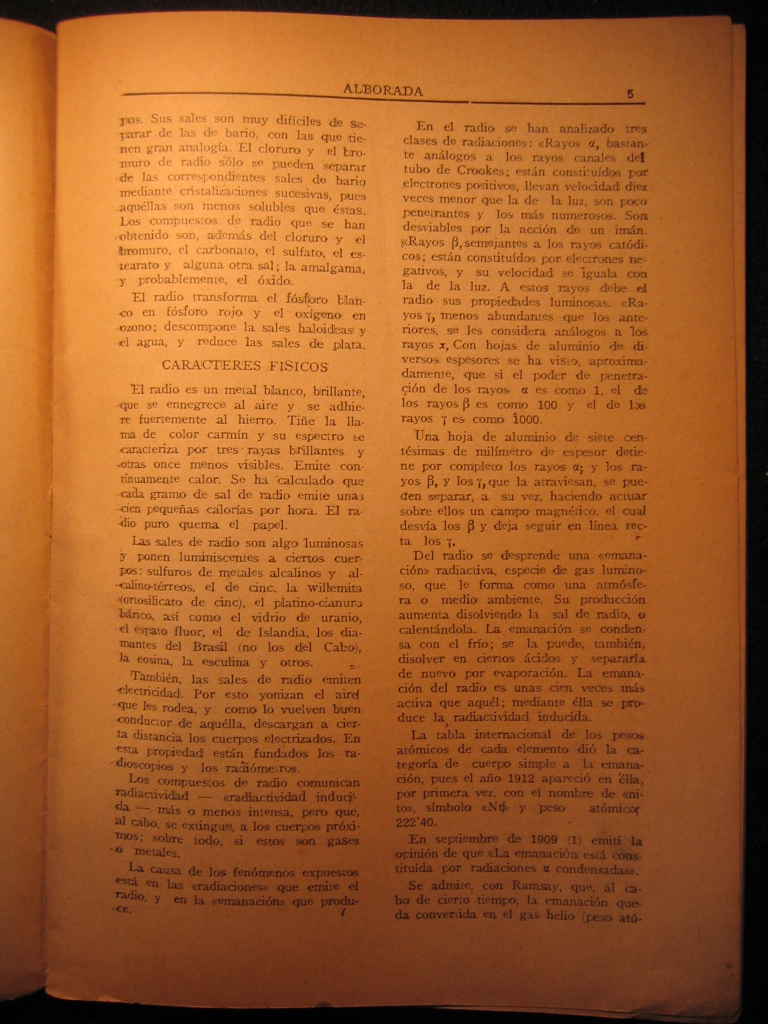 ALBORADA
5
pos. Sus sales son muy difíciles de se-
parar de las de bario, con las que tie-
nen gran analogía. El cloruro y el bro-
muro de radio sólo se pueden separar
de las correspondientes sales de bario
mediante cristalizaciones sucesivas, pues
aquéllas son menos solubles que éstas.
Los compuestos de radio que se han
obtenido son, además del cloruro y el
bromuro, el carbonato, el sulfato, el es-
tearato y alguna otra sal; la amalgama,
y probablemente, el óxido.
El radio transforma el fósforo blan-
co en fósforo rojo y el oxígeno en
ozono; descompone la sales haloideas y
el agua, y reduce las sales de plata.
CARACTERES FISICOS
El radio es un metal blanco, brillante,
que se ennegrece al aire y se adhie-
re fuertemente al hierro. Tiñe la lla-
ma de color carmín y su espectro se
caracteriza por tres rayas brillantes y
otras once menos visibles. Emite con-
tínuamente calor. Se ha calculado que
cada gramo de sal de radio emite unas
cien pequeñas calorías por hora. El ra-
dio puro quema el papel.
Las sales de radio son algo luminosas
y ponen luminiscentes a ciertos cuer-
pos: sulfuros de metales alcalinos y al-
calino-térreos, el de cinc, la Willemita
(ortosilicato de cinc), el platino-cianuro
bárico, así como el vidrio de uranio,
el espato fluor, el de Islandia, los dia-
mantes del Brasil (no los del Cabo),
la eosina, la esculina y otros.
También, las sales de radio emiten
electricidad. Por esto yonizan el aire
que les rodea, y como lo vuelven buen
conductor de aquélla, descargan a cier-
ta distancia los cuerpos electrizados. En
esta propiedad están fundados los ra-
dioscopios y los radiómetros.
Los compuestos de radio comunican
radiactividad — «radiactividad induci-
da — más o menos intensa, pero que,
al cabo, se extingue, a los cuerpos próxi-
mos; sobre todo, si estos son gases
o metales.
La causa de los fenómenos expuestos
está en las «radiaciones» que emite el
radio, y en la «emanación» que produ-
ce.
En el radio se han analizado tres
clases de radiaciones: «Rayos α, bastan-
te análogos a los rayos canales del
tubo de Crookes; están constituídos por
electrones positivos, llevan velocidad diez
veces menor que la de la luz, son poco
penetrantes y los más numerosos. Son
desviables por la acción de un imán.
«Rayos β, semejantes a los rayos catódi-
cos; están constituídos por electrones ne-
gativos, y su velocidad se iguala con
la de la luz. A estos rayos debe el
radio sus propiedades luminosas. «Ra-
yos γ, menos abundantes que los ante-
riores, se les considera análogos a los
rayos x, Con hojas de aluminio de di-
versos espesores se ha visto, aproxima-
damente, que si el poder de penetra-
ción de los rayos α es como 1, el de
los rayos β es como 100 y el de los
rayos γ es como 1000.
Una hoja de aluminio de siete cen-
tésimas de milímetro de espesor detie-
ne por completo los rayos α; y los ra-
yos β, y los γ, que la atraviesan, se pue-
den separar, a su vez, haciendo actuar
sobre ellos un campo magnético, el cual
desvía los β y deja seguir en línea rec-
ta los γ.
Del radio se desprende una «emana-
ción» radiactiva, especie de gas lumino-
so, que le forma como una atmósfe-
ra o medio ambiente. Su producción
aumenta disolviendo la sal de radio, o
calentándola. La emanación se conden-
sa con el frío; se la puede, también,
disolver en ciertos ácidos y separarla
de nuevo por evaporación. La emana-
ción del radio es unas cien veces más
activa que aquél; mediante élla se pro-
duce la radiactividad inducida.
La tabla internacional de los pesos
atómicos de cada elemento dió la ca-
tegoría de cuerpo simple a la emana-
ción, pues el año 1912 apareció en élla,
por primera vez, con el nombre de «ni-
to», símbolo «Nt» y peso atómico
222'40.
En septiembre de 1909 (1) emití la
opinión de que «La emanación está cons-
tituída por radiaciones α condensadas».
Se admite, con Ramsay, que, al ca-
bo de cierto tiempo, la emanación que-
da convertida en el gas helio (peso ató-